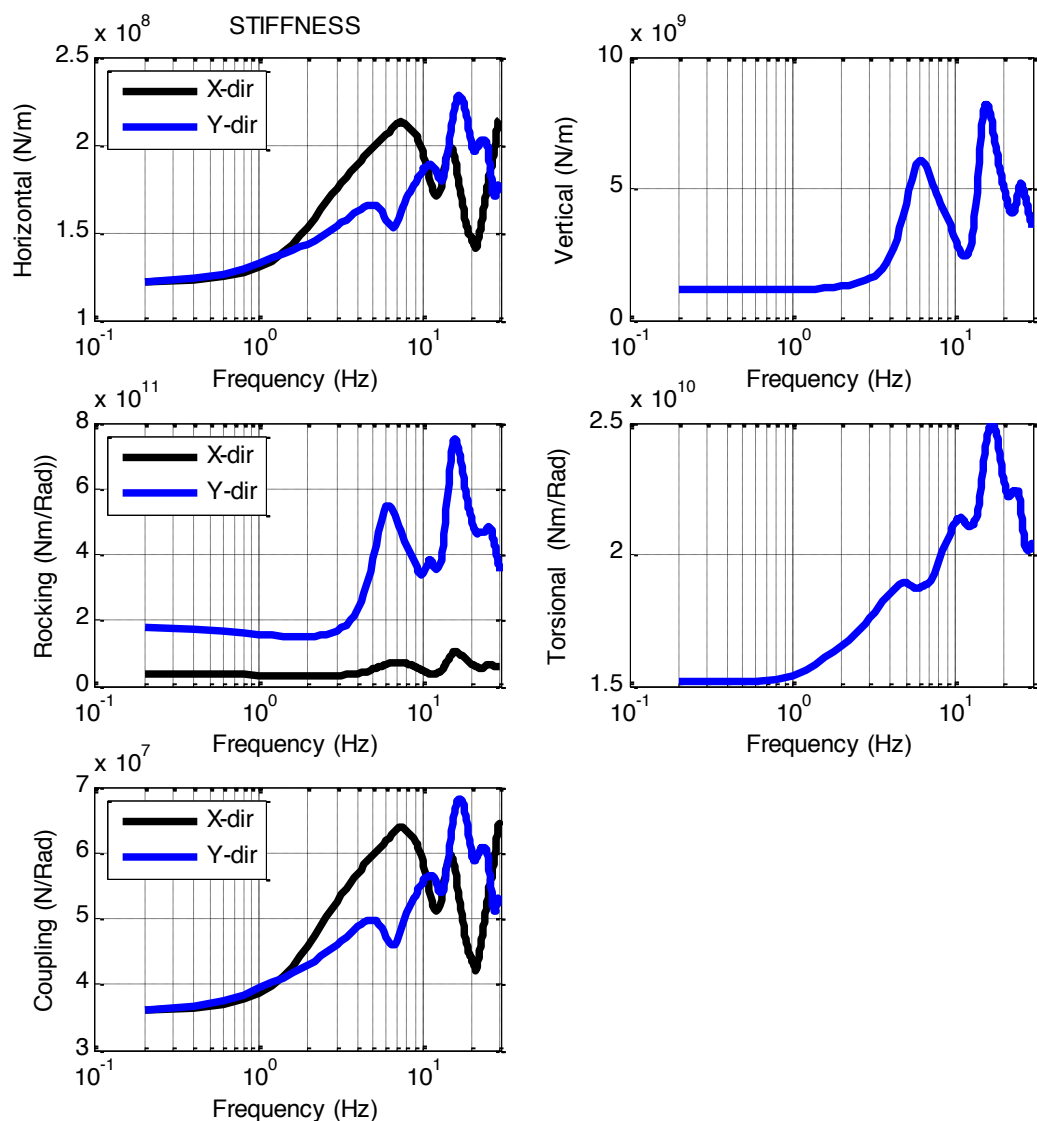 STIFFNESS
x 10^8
2.5
2
1.5
1
Horizontal (N/m)
X-dir
Y-dir
10^-1
10^0
10^1
Frequency (Hz)
x 10^9
10
5
0
Vertical (N/m)
10^-1
10^0
10^1
Frequency (Hz)
x 10^11
8
6
4
2
0
Rocking (Nm/Rad))
X-dir
Y-dir
10^-1
10^0
10^1
Frequency (Hz)
x 10^10
2.5
2
1.5
Torsional (Nm/Rad)
10^-1
10^0
10^1
Frequency (Hz)
x 10^7
7
6
5
4
3
Coupling (N/Rad)
X-dir
Y-dir
10^-1
10^0
10^1
Frequency (Hz)